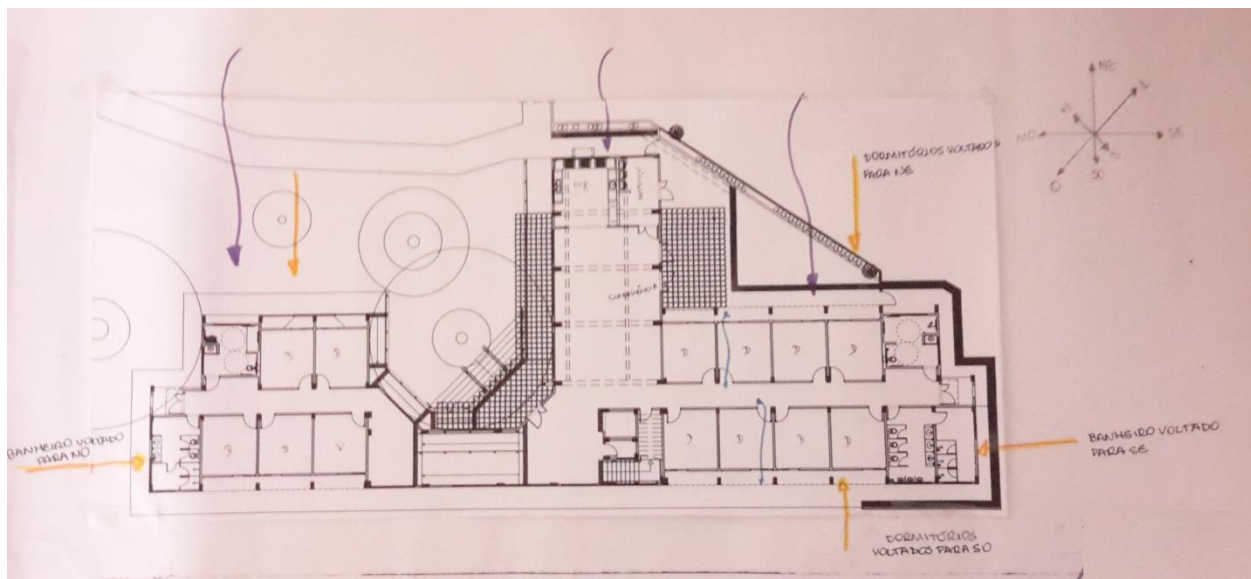 NE
L
N
NO
SE
S
O
SO
DORMITÓRIOS VOLTADOS
PARA NE
CONVIVÊNCIA
D
D
D
D
D
D
BANHEIRO VOLTADO
PARA NO
D
D
D
D
D
D
D
BANHEIRO VOLTADO
PARA SE
DORMITÓRIOS
VOLTADOS PARA SO